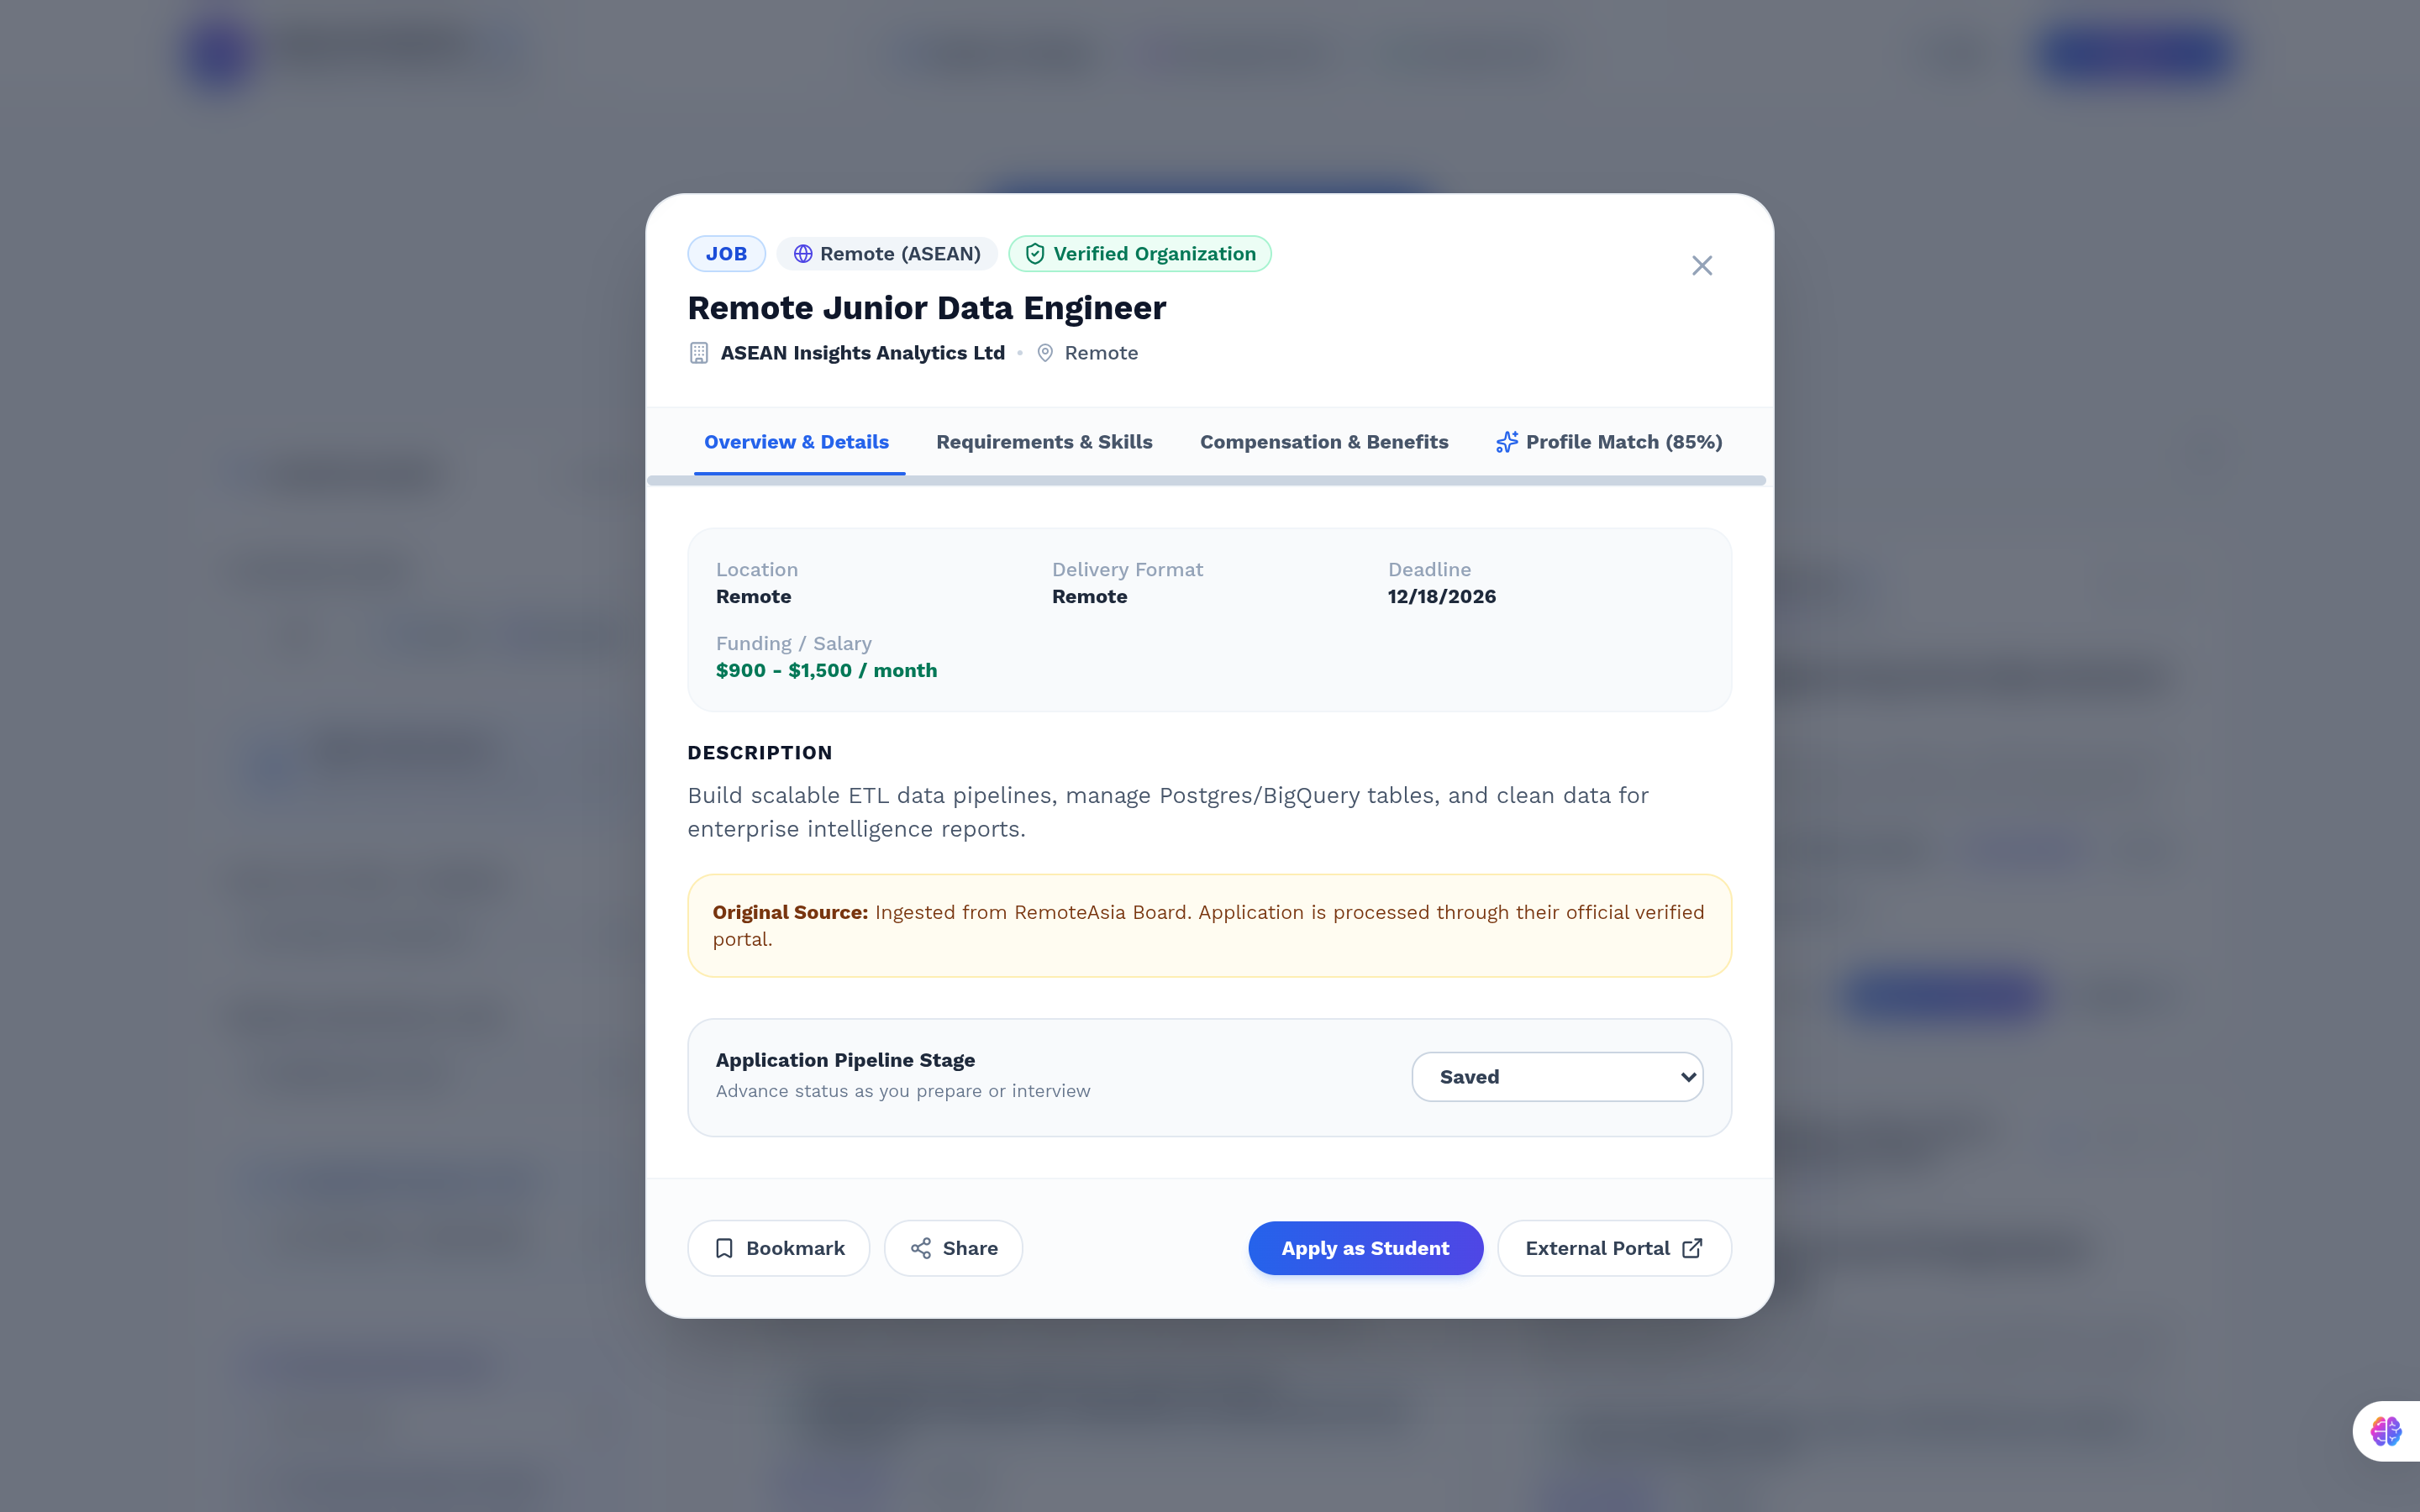 JOB
Remote (ASEAN)
Verified Organization
Remote Junior Data Engineer
ASEAN Insights Analytics Ltd • Remote
Overview & Details
Requirements & Skills
Compensation & Benefits
Profile Match (85%)
Location
Remote
Delivery Format
Remote
Deadline
12/18/2026
Funding / Salary
$900 - $1,500 / month
DESCRIPTION
Build scalable ETL data pipelines, manage Postgres/BigQuery tables, and clean data for
enterprise intelligence reports.
Original Source: Ingested from RemoteAsia Board. Application is processed through their official verified
portal.
Application Pipeline Stage
Advance status as you prepare or interview
Saved
Bookmark
Share
Apply as Student
External Portal